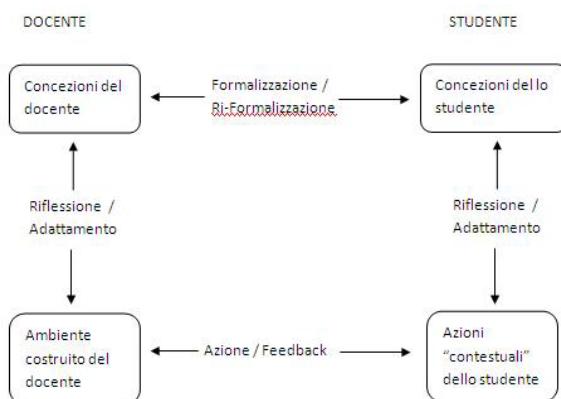 DOCENTE
STUDENTE
Concezioni del
docente
Formalizzazione /
Ri-Formalizzazione
Concezioni del lo
studente
Riflessione /
Adattamento
Riflessione /
Adattamento
Ambiente
costruito del
docente
Azione / Feedback
Azioni
“contestuali”
dello studente